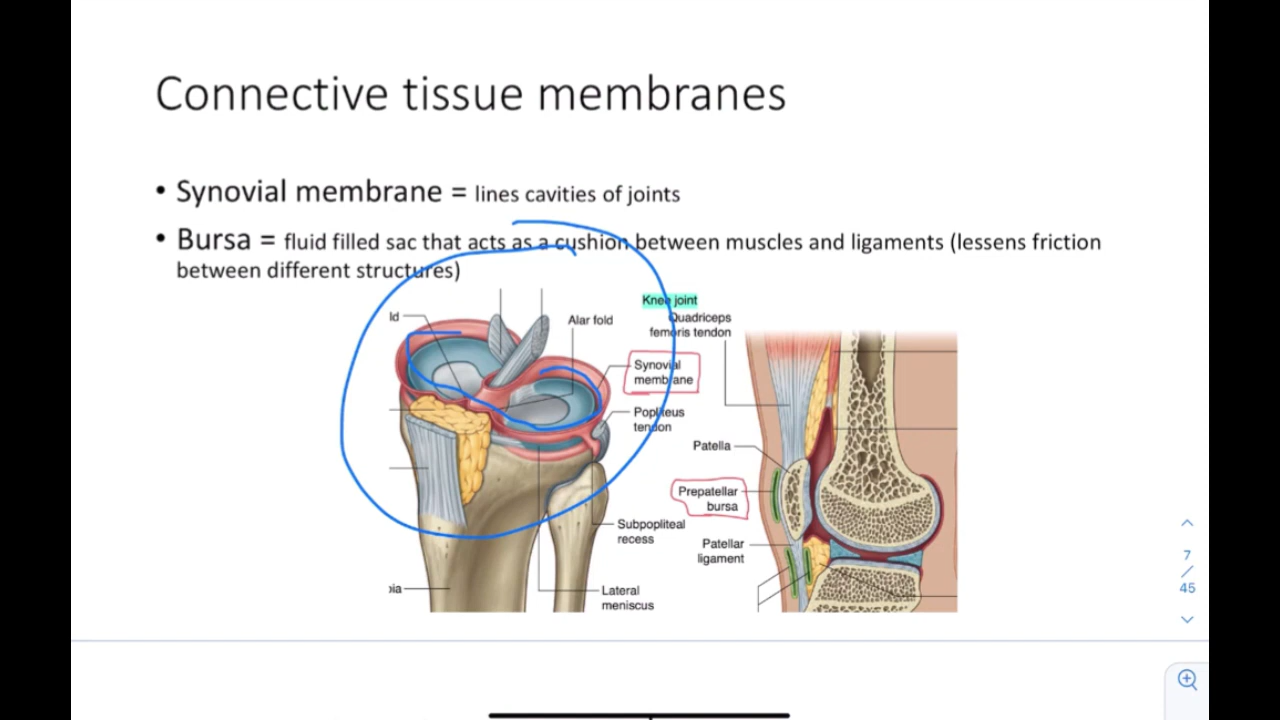 Connective tissue membranes
• Synovial membrane = lines cavities of joints
• Bursa = fluid filled sac that acts as a cushion between muscles and ligaments (lessens friction
between different structures)
ld
Alar fold
Synovial
membrane
Popliteus
tendon
Subpopliteal
recess
Lateral
meniscus
Knee joint
Quadriceps
femoris tendon
Patella
Prepatellar
bursa
Patellar
ligament
7
/
45